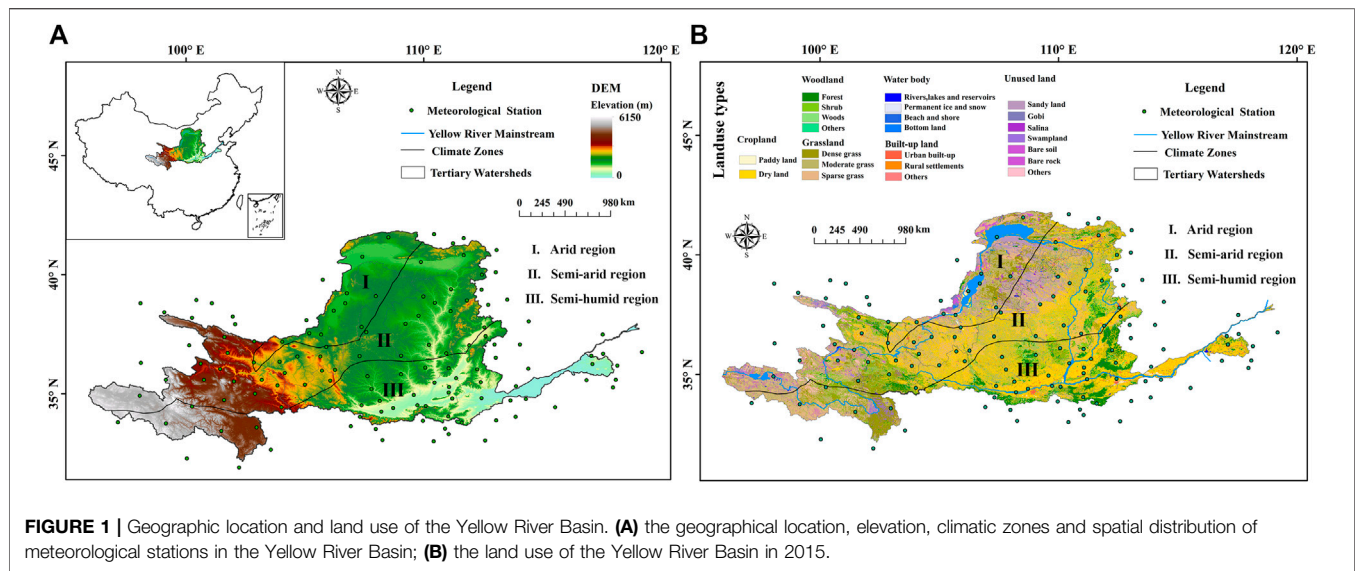 A
100° E
110° E
120° E
45° N
40° N
35° N
N
W
E
S
Legend
Meteorological Station
Yellow River Mainstream
Climate Zones
Tertiary Watersheds
DEM
Elevation (m)
6150
0
0 245 490 980 km
I. Arid region
II. Semi-arid region
III. Semi-humid region
I
II
III
B
100° E
110° E
120° E
45° N
40° N
35° N
Landuse types
Cropland
Paddy land
Dry land
Woodland
Forest
Shrub
Woods
Others
Grassland
Dense grass
Moderate grass
Sparse grass
Water body
Rivers,lakes and reservoirs
Permanent ice and snow
Beach and shore
Bottom land
Built-up land
Urban built-up
Rural settlements
Others
Unused land
Sandy land
Gobi
Salina
Swampland
Bare soil
Bare rock
Others
Legend
Meteorological Station
Yellow River Mainstream
Climate Zones
Tertiary Watersheds
N
W
E
S
0 245 490 980 km
I. Arid region
II. Semi-arid region
III. Semi-humid region
I
II
III
FIGURE 1 | Geographic location and land use of the Yellow River Basin. (A) the geographical location, elevation, climatic zones and spatial distribution of
meteorological stations in the Yellow River Basin; (B) the land use of the Yellow River Basin in 2015.